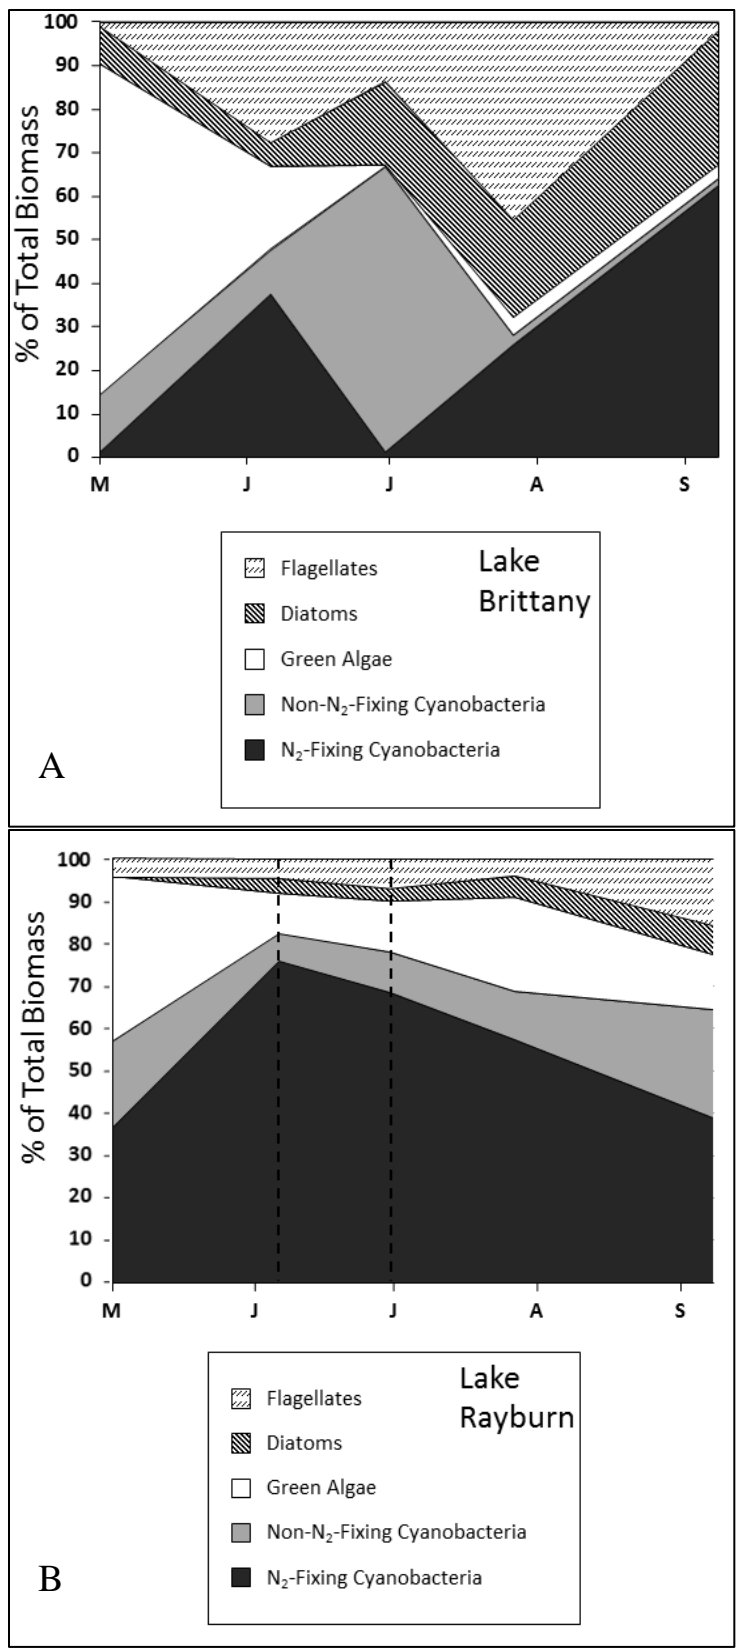 100
90
80
70
60
50
40
30
20
10
0
% of Total Biomass
M J J A S
Lake
Brittany
Flagellates
Diatoms
Green Algae
Non-N₂-Fixing Cyanobacteria
N₂-Fixing Cyanobacteria
A
100
90
80
70
60
50
40
30
20
10
0
% of Total Biomass
M J J A S
Lake
Rayburn
Flagellates
Diatoms
Green Algae
Non-N₂-Fixing Cyanobacteria
N₂-Fixing Cyanobacteria
B